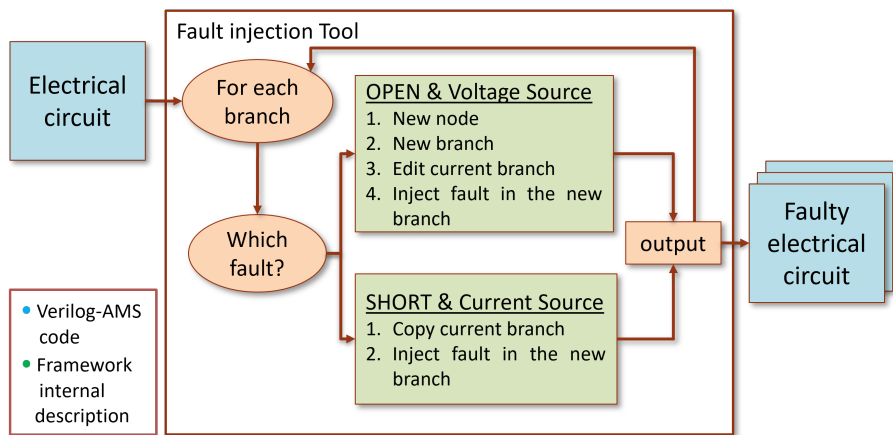 Fault injection Tool
Electrical
circuit
For each
branch
OPEN & Voltage Source
1. New node
2. New branch
3. Edit current branch
4. Inject fault in the new
branch
Which
fault?
output
Faulty
electrical
circuit
SHORT & Current Source
1. Copy current branch
2. Inject fault in the new
branch
• Verilog-AMS
code
• Framework
internal
description